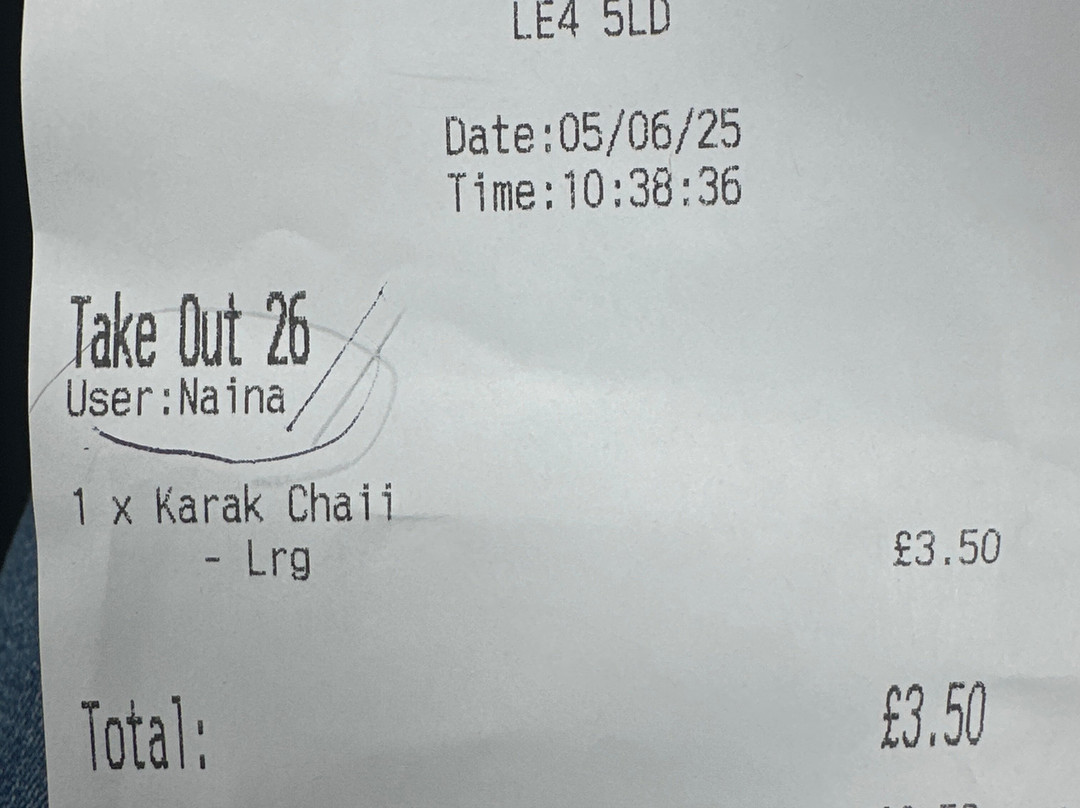 LE4 5LD
Date:05/06/25
Time:10:38:36
Take Out 26
User:Naina
1 x Karak Chaii
- Lrg £3.50
Total: £3.50